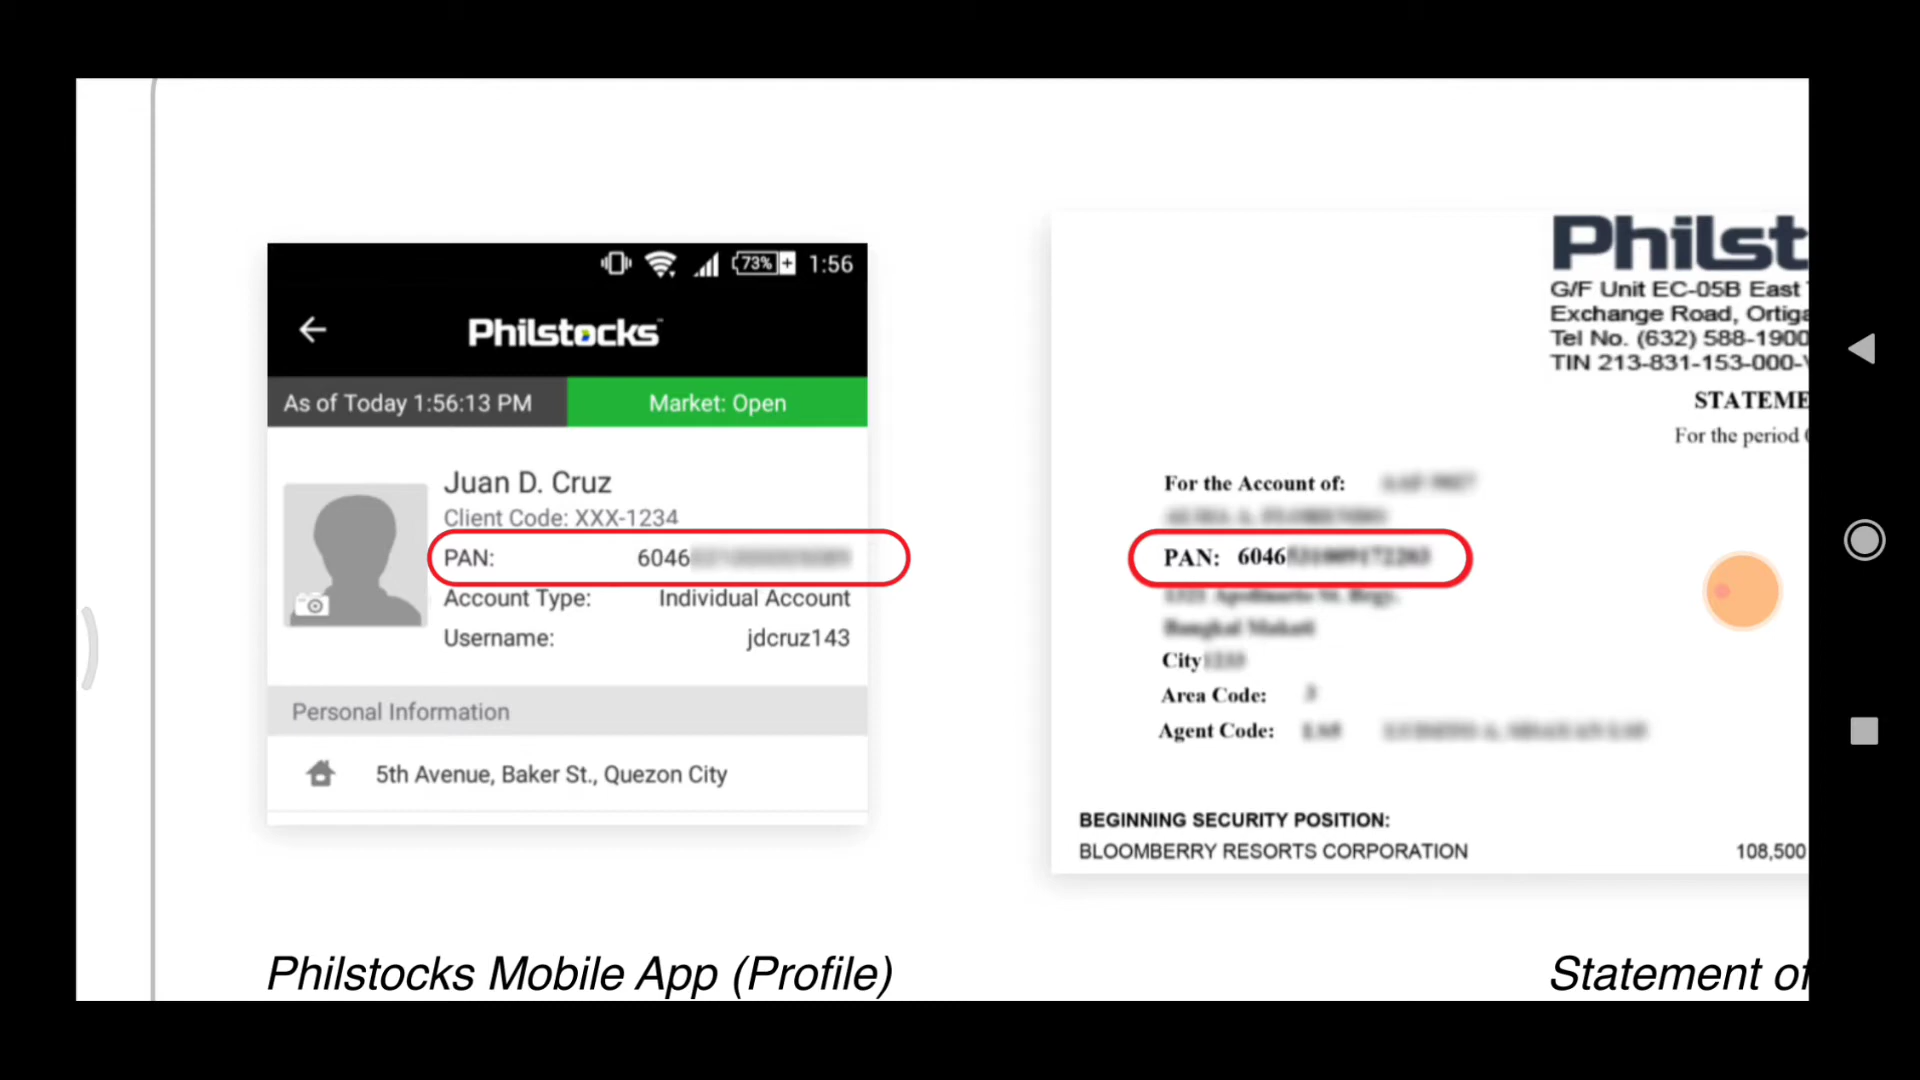 73% 1:56
Philstocks
As of Today 1:56:13 PM
Market: Open
Juan D. Cruz
Client Code: XXX-1234
PAN: 6046
Account Type: Individual Account
Username: jdcruz143
Personal Information
5th Avenue, Baker St., Quezon City
Philstocks Mobile App (Profile)
Philst
G/F Unit EC-05B East
Exchange Road, Ortiga
Tel No. (632) 588-1900
TIN 213-831-153-000-
STATEME
For the period
For the Account of:
PAN: 6046
City
Area Code:
Agent Code:
BEGINNING SECURITY POSITION:
BLOOMBERRY RESORTS CORPORATION 108,500
Statement of